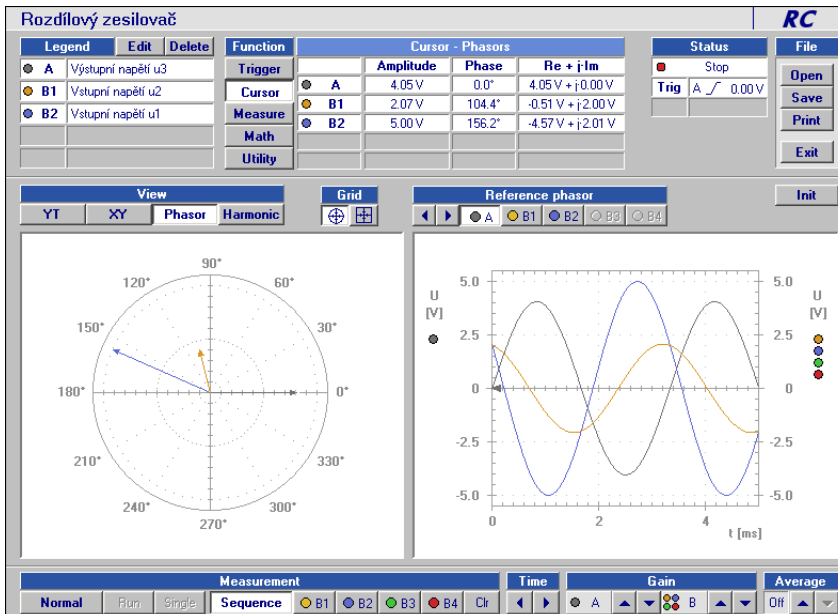 Rozdílový zesilovač RC
Legend Edit Delete Function Cursor - Phasors Status File
A Výstupní napětí u3
B1 Vstupní napětí u2
B2 Vstupní napětí u1
Trigger
Cursor
Measure
Math
Utility
Amplitude Phase Re + j·Im
A 4.05 V 0.0° 4.05 V + j·0.00 V
B1 2.07 V 104.4° -0.51 V + j·2.00 V
B2 5.00 V 156.2° -4.57 V + j·2.01 V
Stop
Trig A 0.00 V
Open
Save
Print
Exit
View Grid Reference phasor Init
YT XY Phasor Harmonic A B1 B2 B3 B4
90°
120° 60°
150° 30°
180° 0°
210° 330°
240° 300°
270°
U
[V]
5.0
2.5
0
-2.5
-5.0
5.0
2.5
0
-2.5
-5.0
U
[V]
0 2 4
t [ms]
Measurement Time Gain Average
Normal Run Single Sequence B1 B2 B3 B4 Clr A B Off